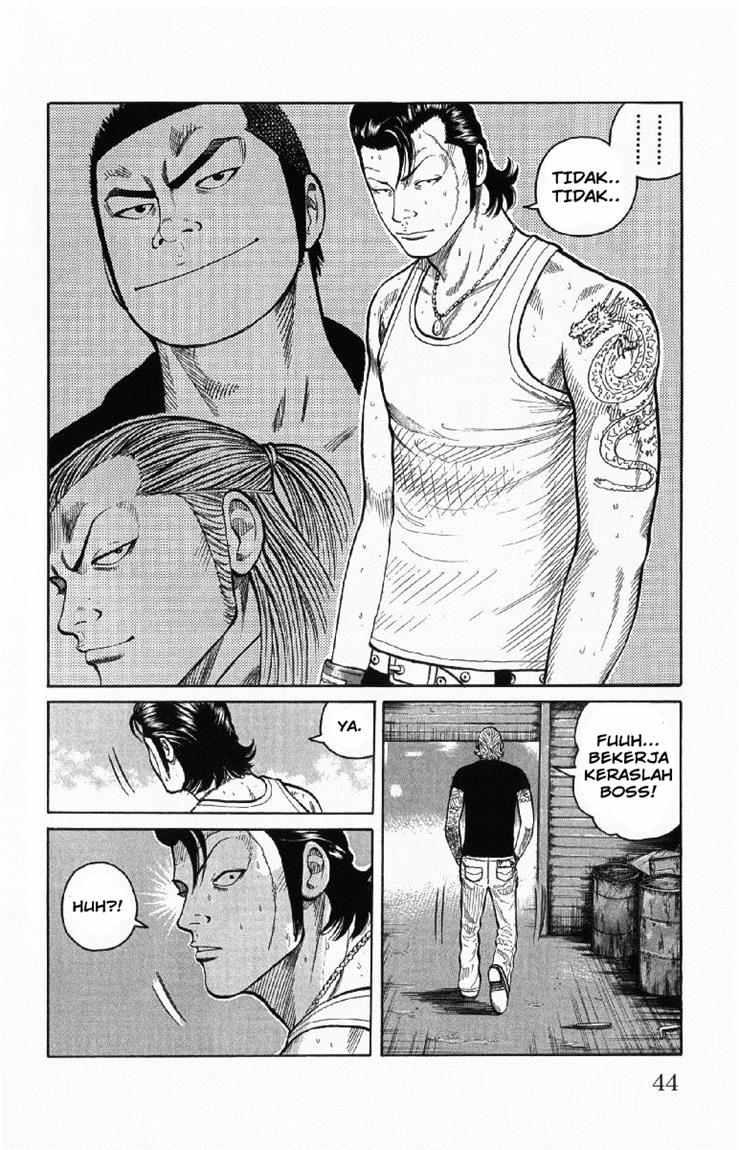 TIDAK..
TIDAK..
FUUH...
BEKERJA
KERASLAH
BOSS!
YA.
HUH?!
44